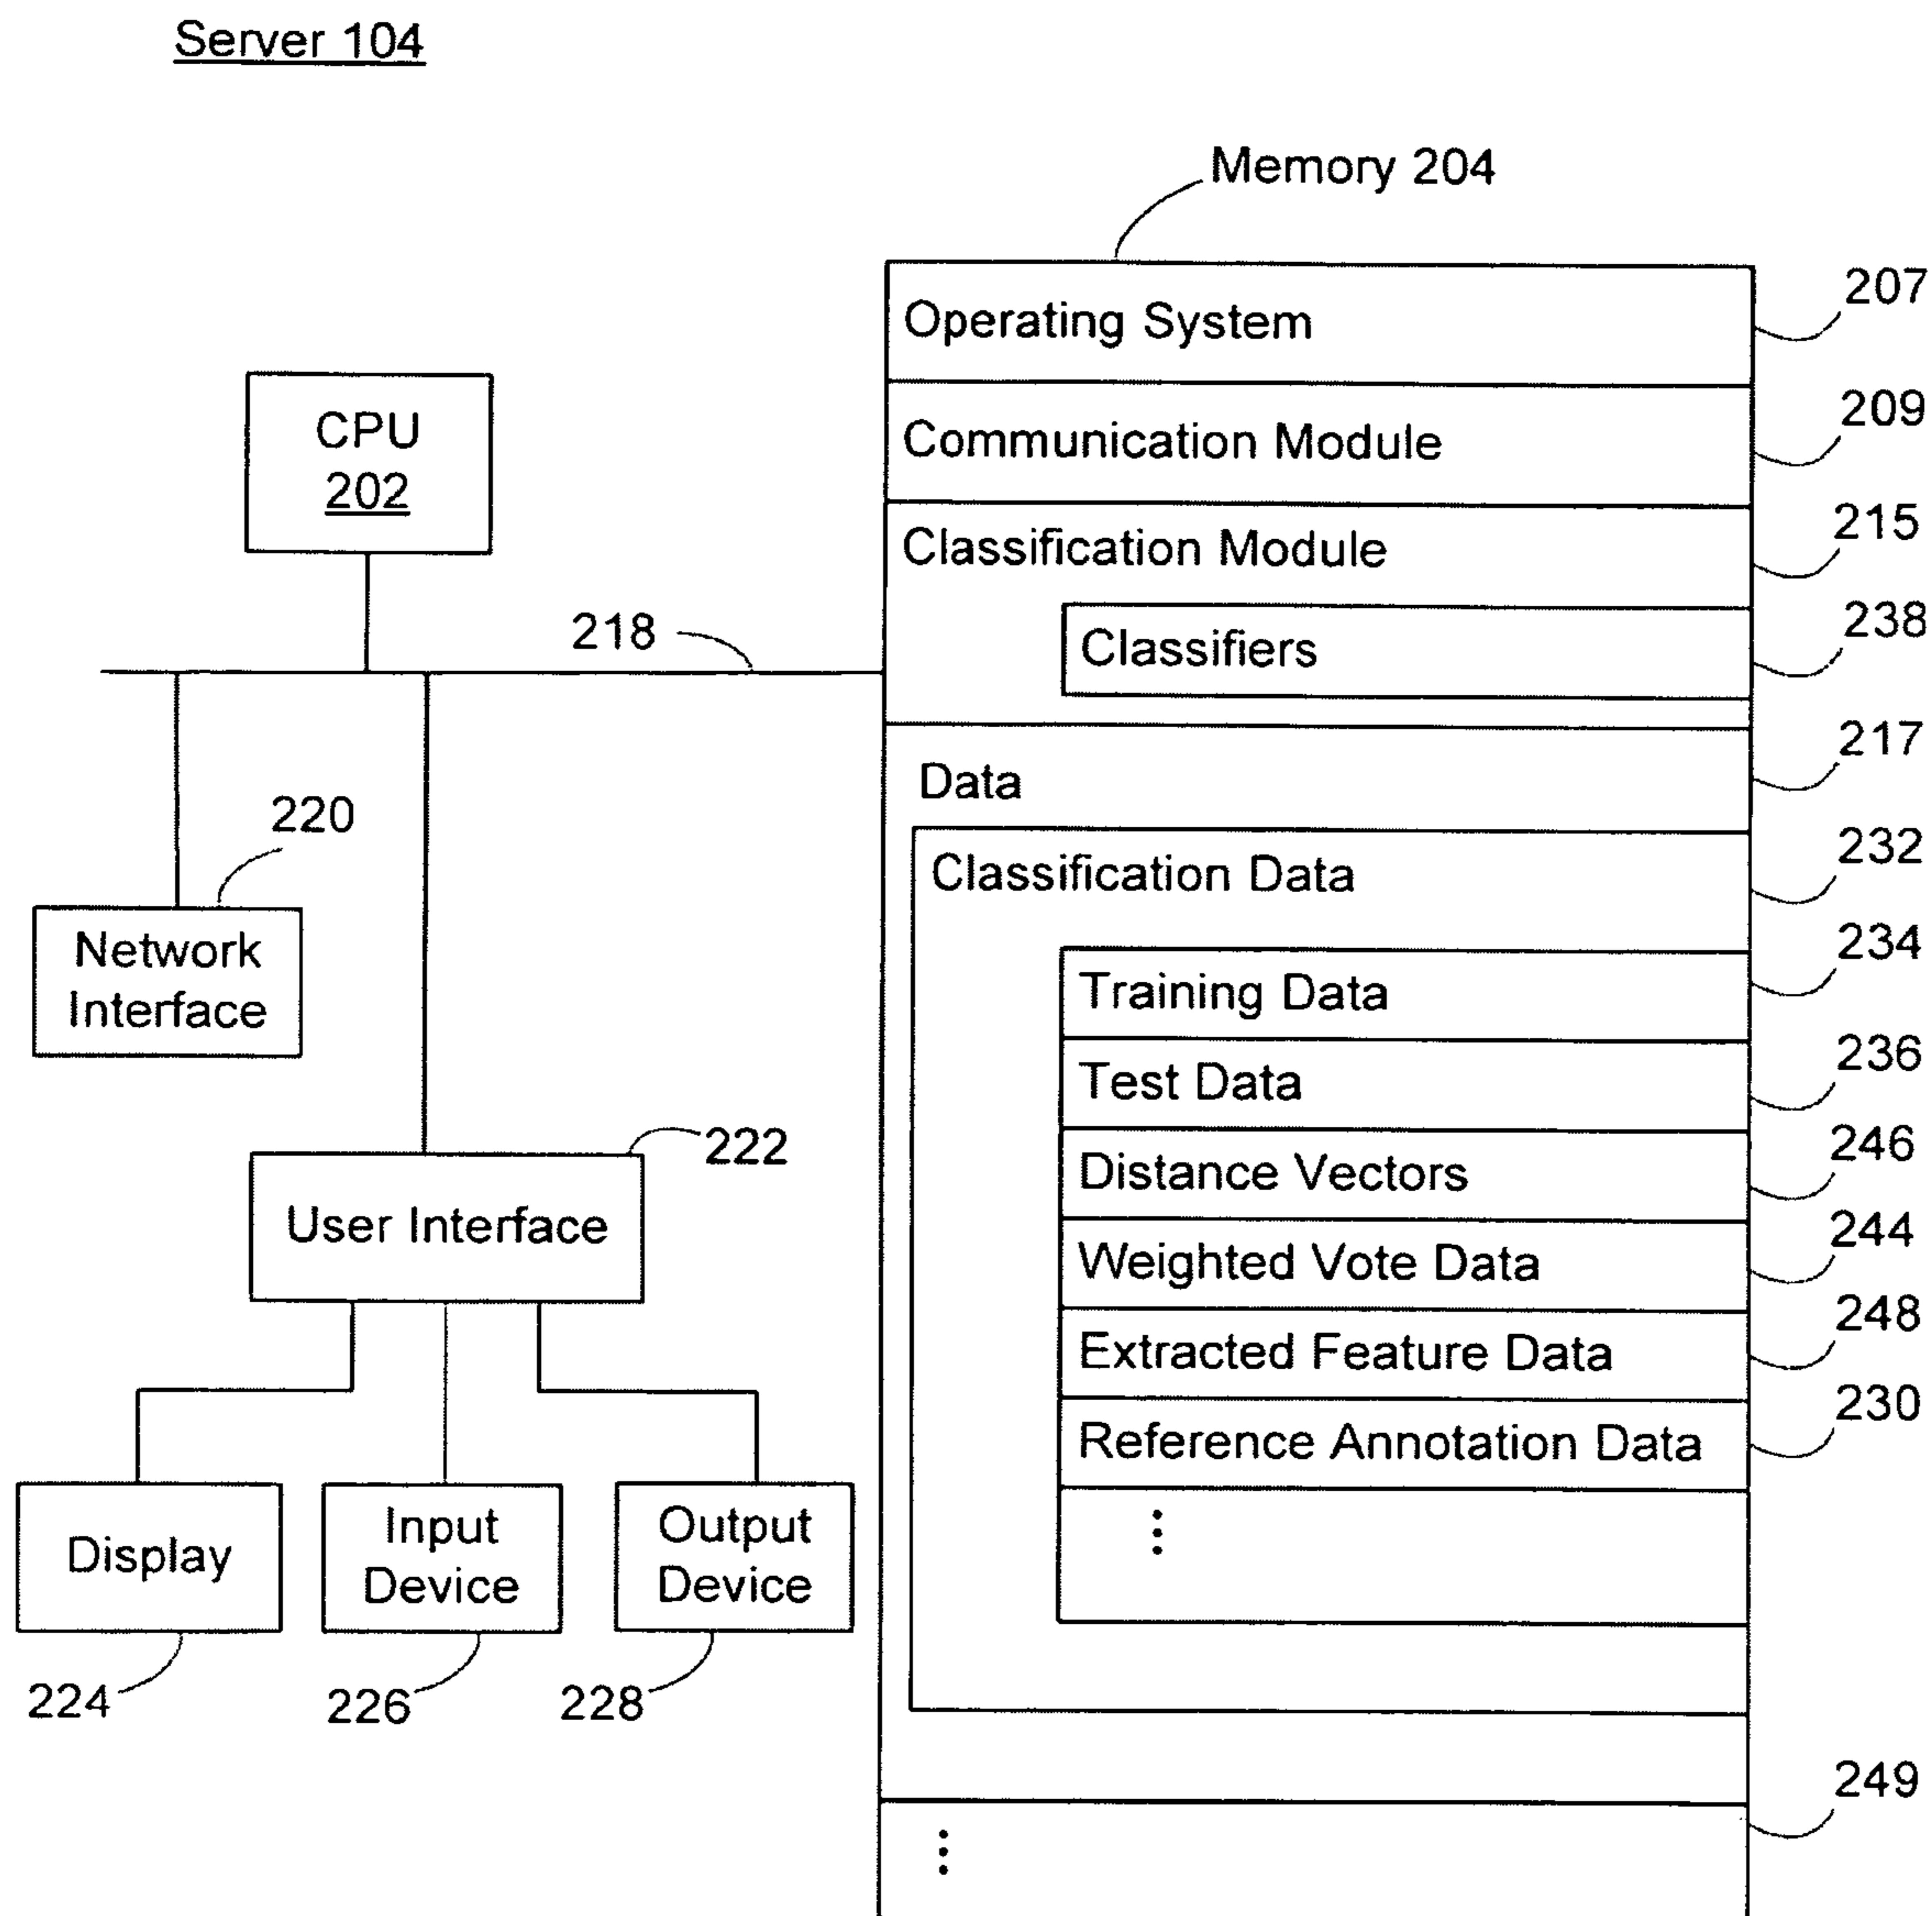 Server 104
Memory 204
Operating System
207
Communication Module
209
Classification Module
215
Classifiers
238
Data
217
Classification Data
232
Training Data
234
Test Data
236
Distance Vectors
246
Weighted Vote Data
244
Extracted Feature Data
248
Reference Annotation Data
230
⋮
249
⋮
CPU
202
218
220
Network
Interface
222
User Interface
Display
Input
Device
Output
Device
224
226
228